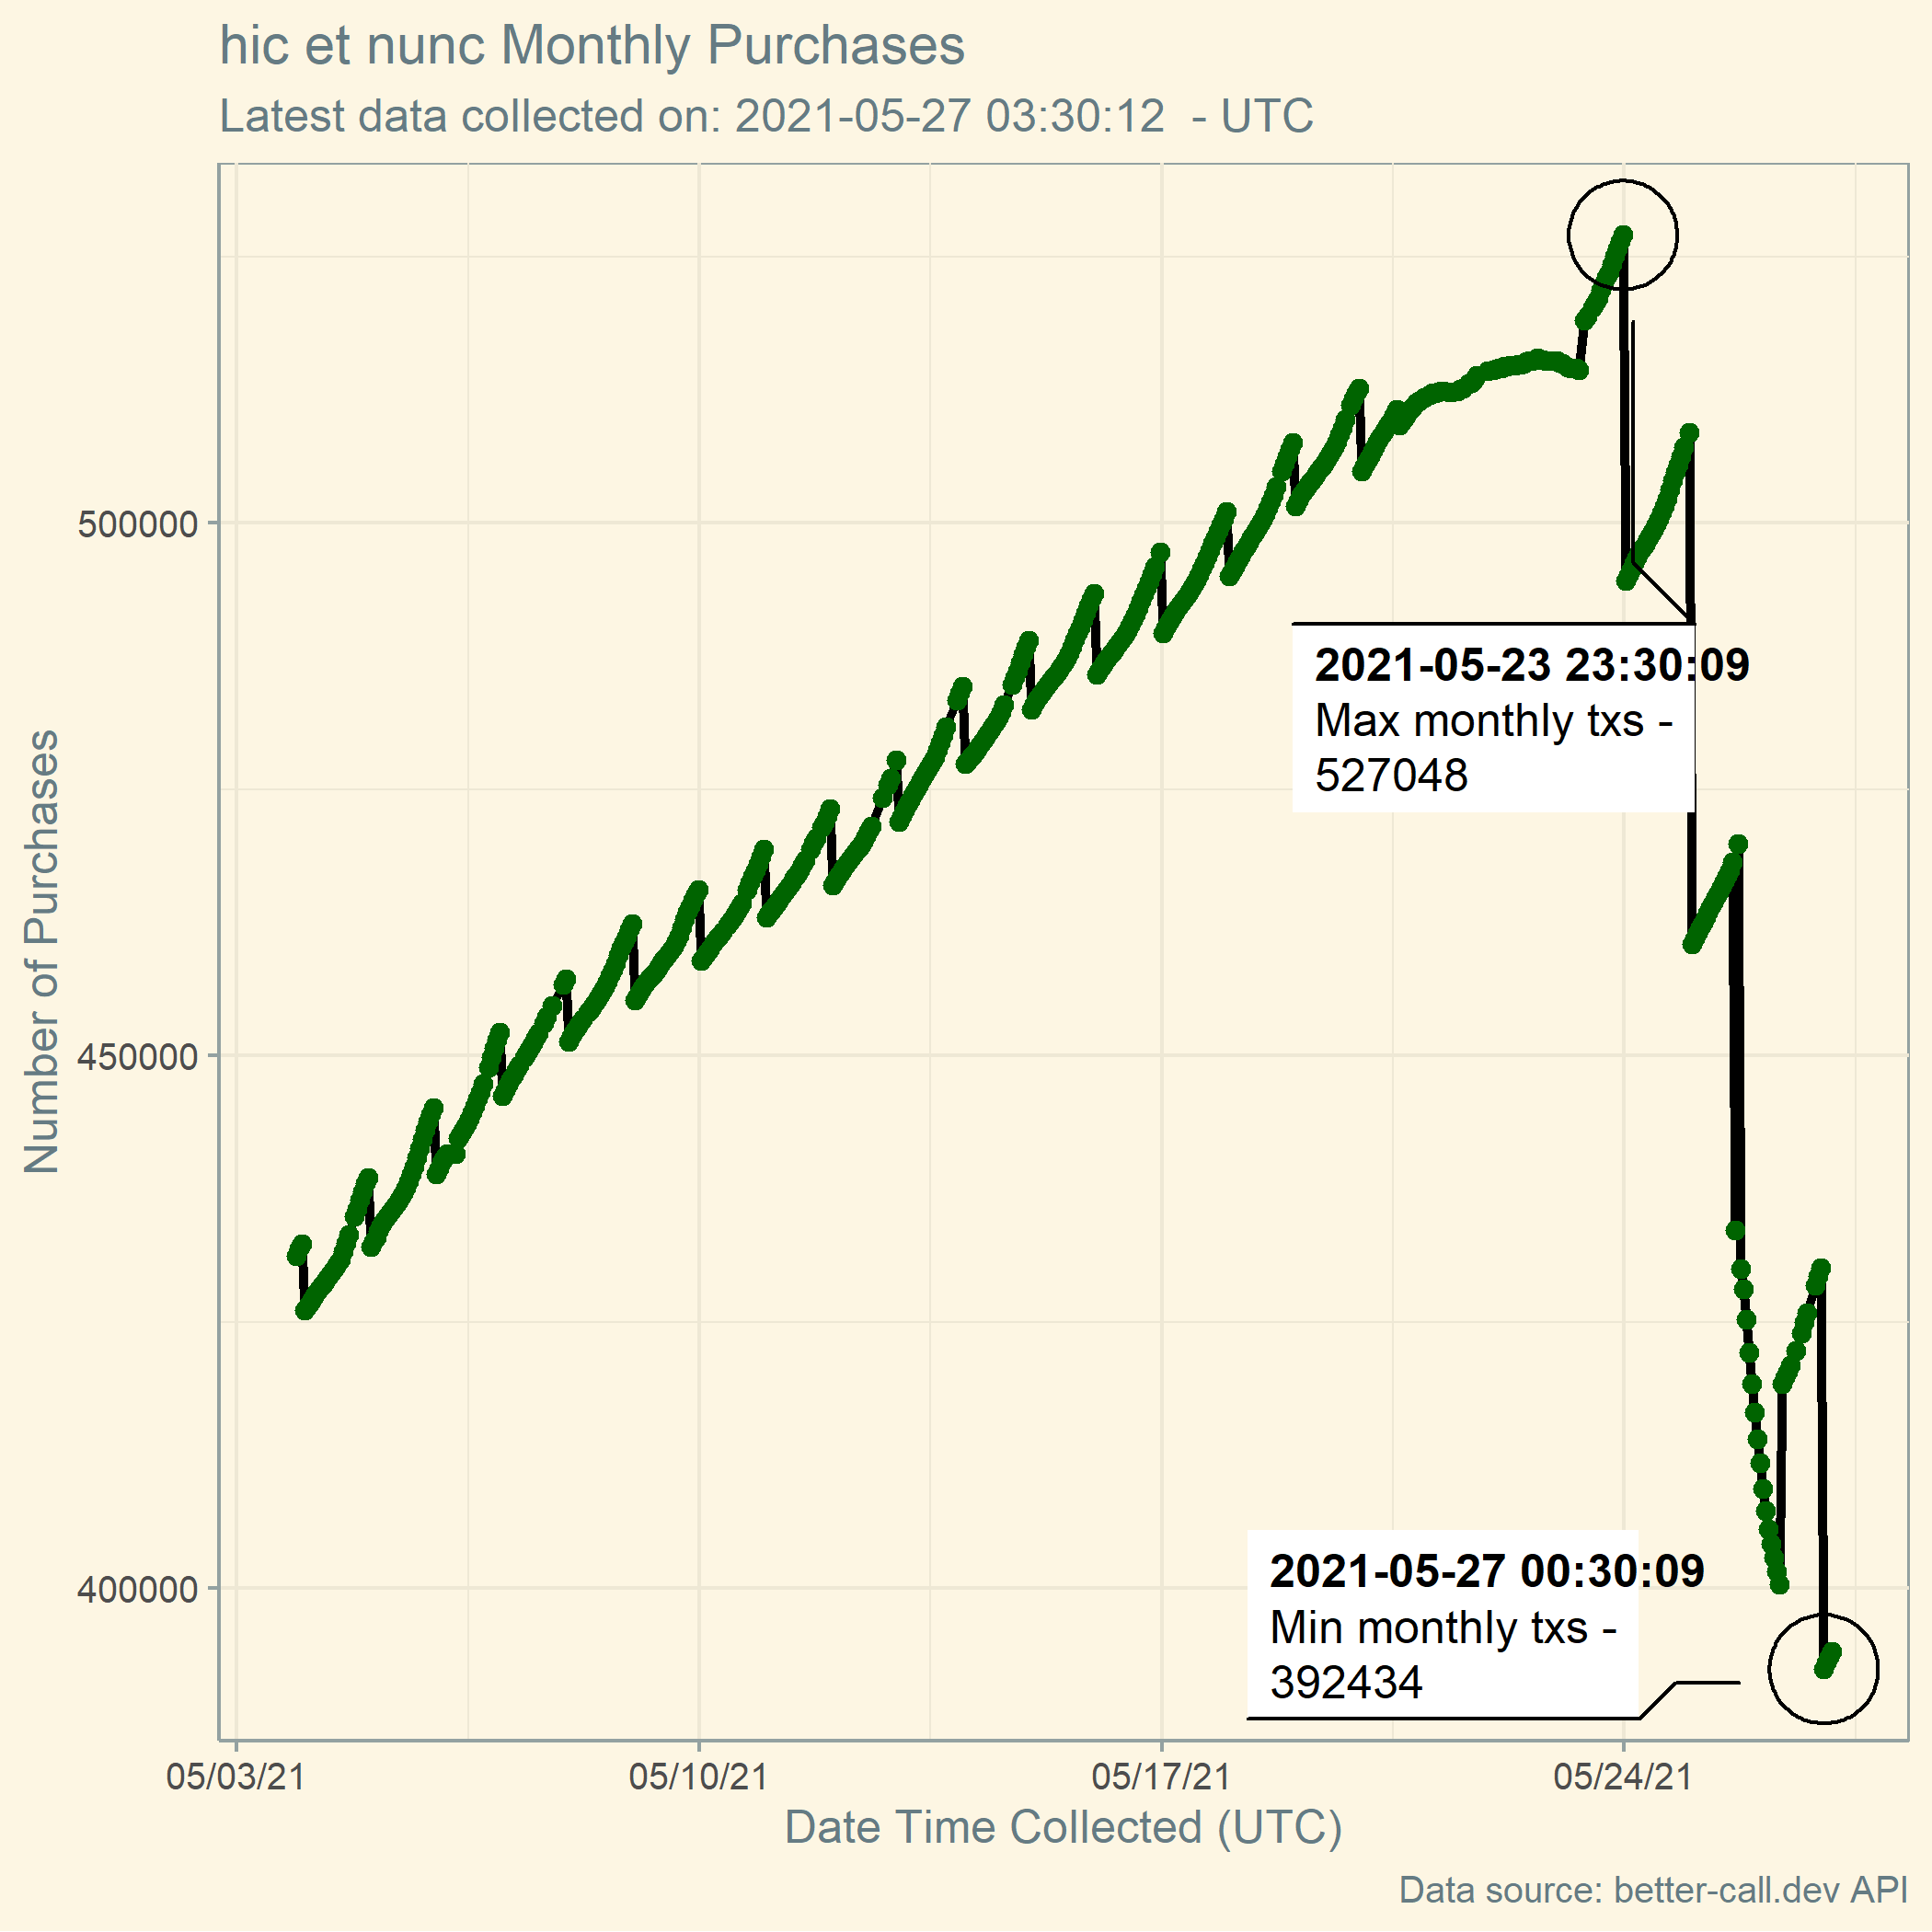 hic et nunc Monthly Purchases
Latest data collected on: 2021-05-27 03:30:12  - UTC
Number of Purchases
500000
450000
400000
2021-05-23 23:30:09
Max monthly txs -
527048
2021-05-27 00:30:09
Min monthly txs -
392434
05/03/21
05/10/21
05/17/21
05/24/21
Date Time Collected (UTC)
Data source: better-call.dev API